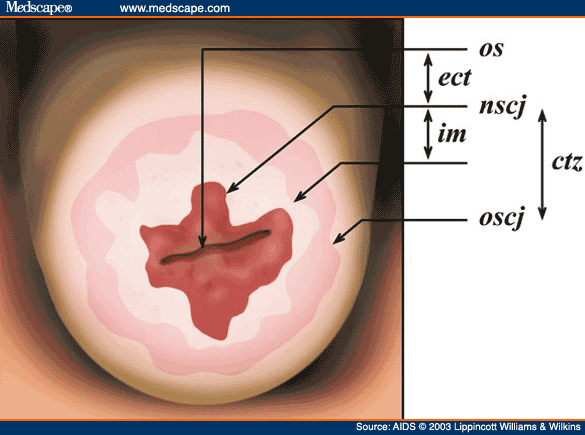 Medscape® www.medscape.com
os
ect
nscj
im
ctz
oscj
Source: AIDS © 2003 Lippincott Williams & Wilkins